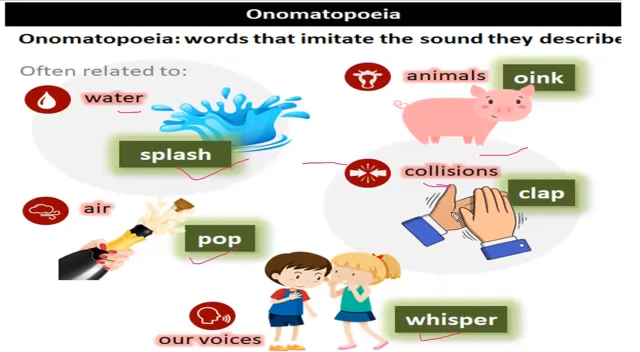 Onomatopoeia
Onomatopoeia: words that imitate the sound they describe
Often related to:
water
splash
animals
oink
air
pop
collisions
clap
our voices
whisper